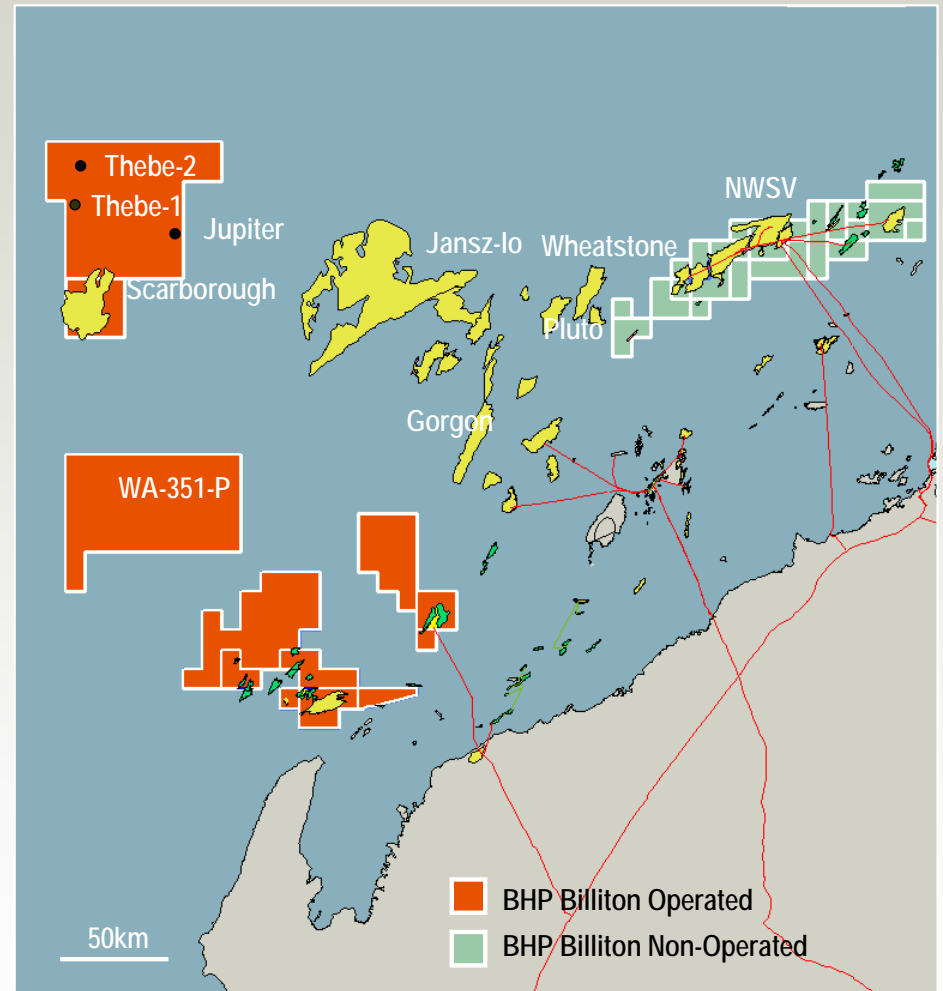 Thebe-2
Thebe-1
Jupiter
Scarborough
Jansz-Io
Wheatstone
NWSV
Pluto
Gorgon
WA-351-P
BHP Billiton Operated
BHP Billiton Non-Operated
50km